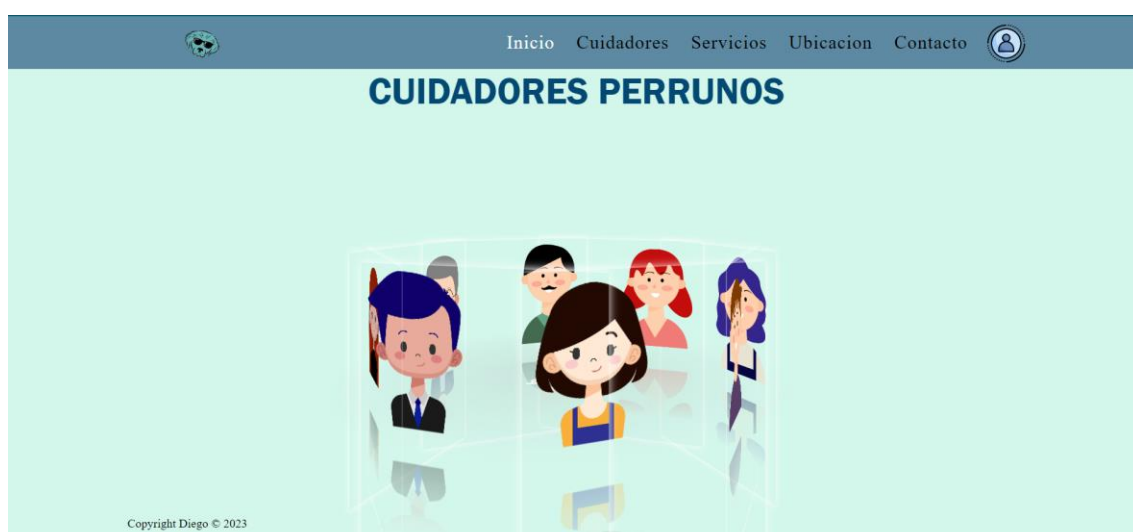 Inicio Cuidadores Servicios Ubicacion Contacto
CUIDADORES PERRUNOS
Copyright Diego © 2023